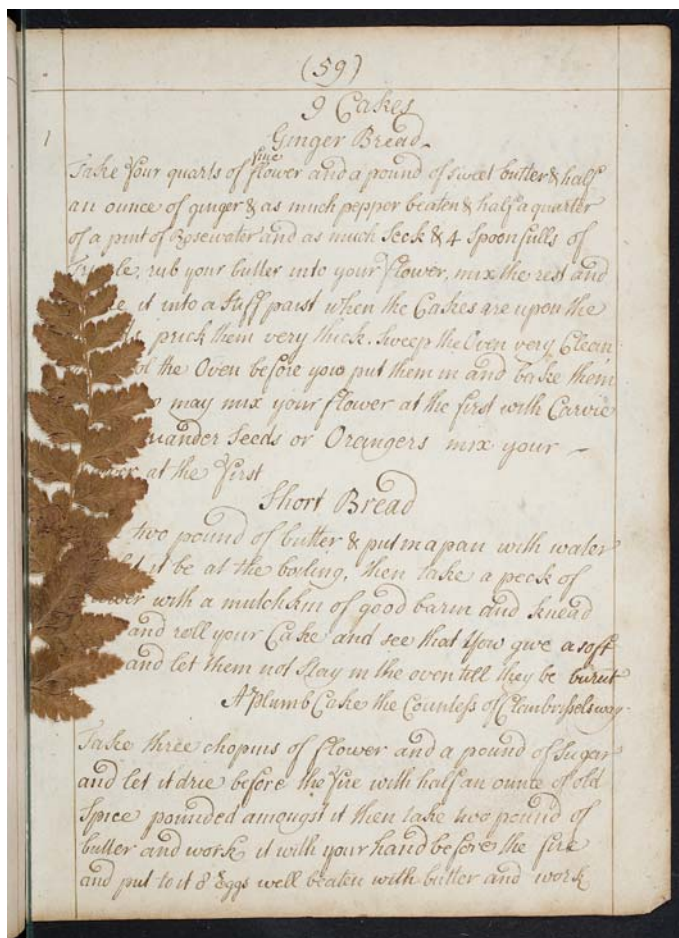 (59)
9 Cakes
1
Ginger Bread
fine
Take four quarts of flower and a pound of sweet butter & half
an ounce of ginger & as much pepper beaten & half a quarter
of a pint of Rosewater and as much Seck & 4 Spoonfulls of
rub your butter into your flower, mix the rest and
it into a stiff paist when the Cakes are upon the
prick them very thick. Sweep the Oven very Clean
the Oven before you put them in and bake them
may mix your flower at the first with Carvie
Seeds or Orangers mix your
at the first
Short Bread
two pound of butter & put in a pan with water
it be at the boyling, then take a peck of
with a mutchkin of good barm and knead
and roll your Cake and see that you give a soft
and let them not stay in the oven till they be burnt
A Plumb Cake the Countess of
Take three chopins of flower and a pound of Sugar
and let it drie before the fire with half an ounce of old
Spice pounded amongst it then take two pound of
butter and work it with your hand before the fire
and put to it 8 Eggs well beaten with butter and work